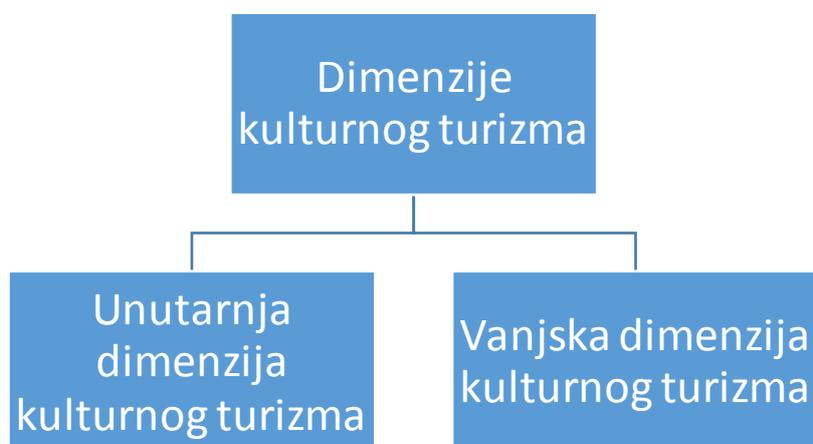 Dimenzije
kulturnog turizma
Unutarnja
dimenzija
kulturnog turizma
Vanjska dimenzija
kulturnog turizma